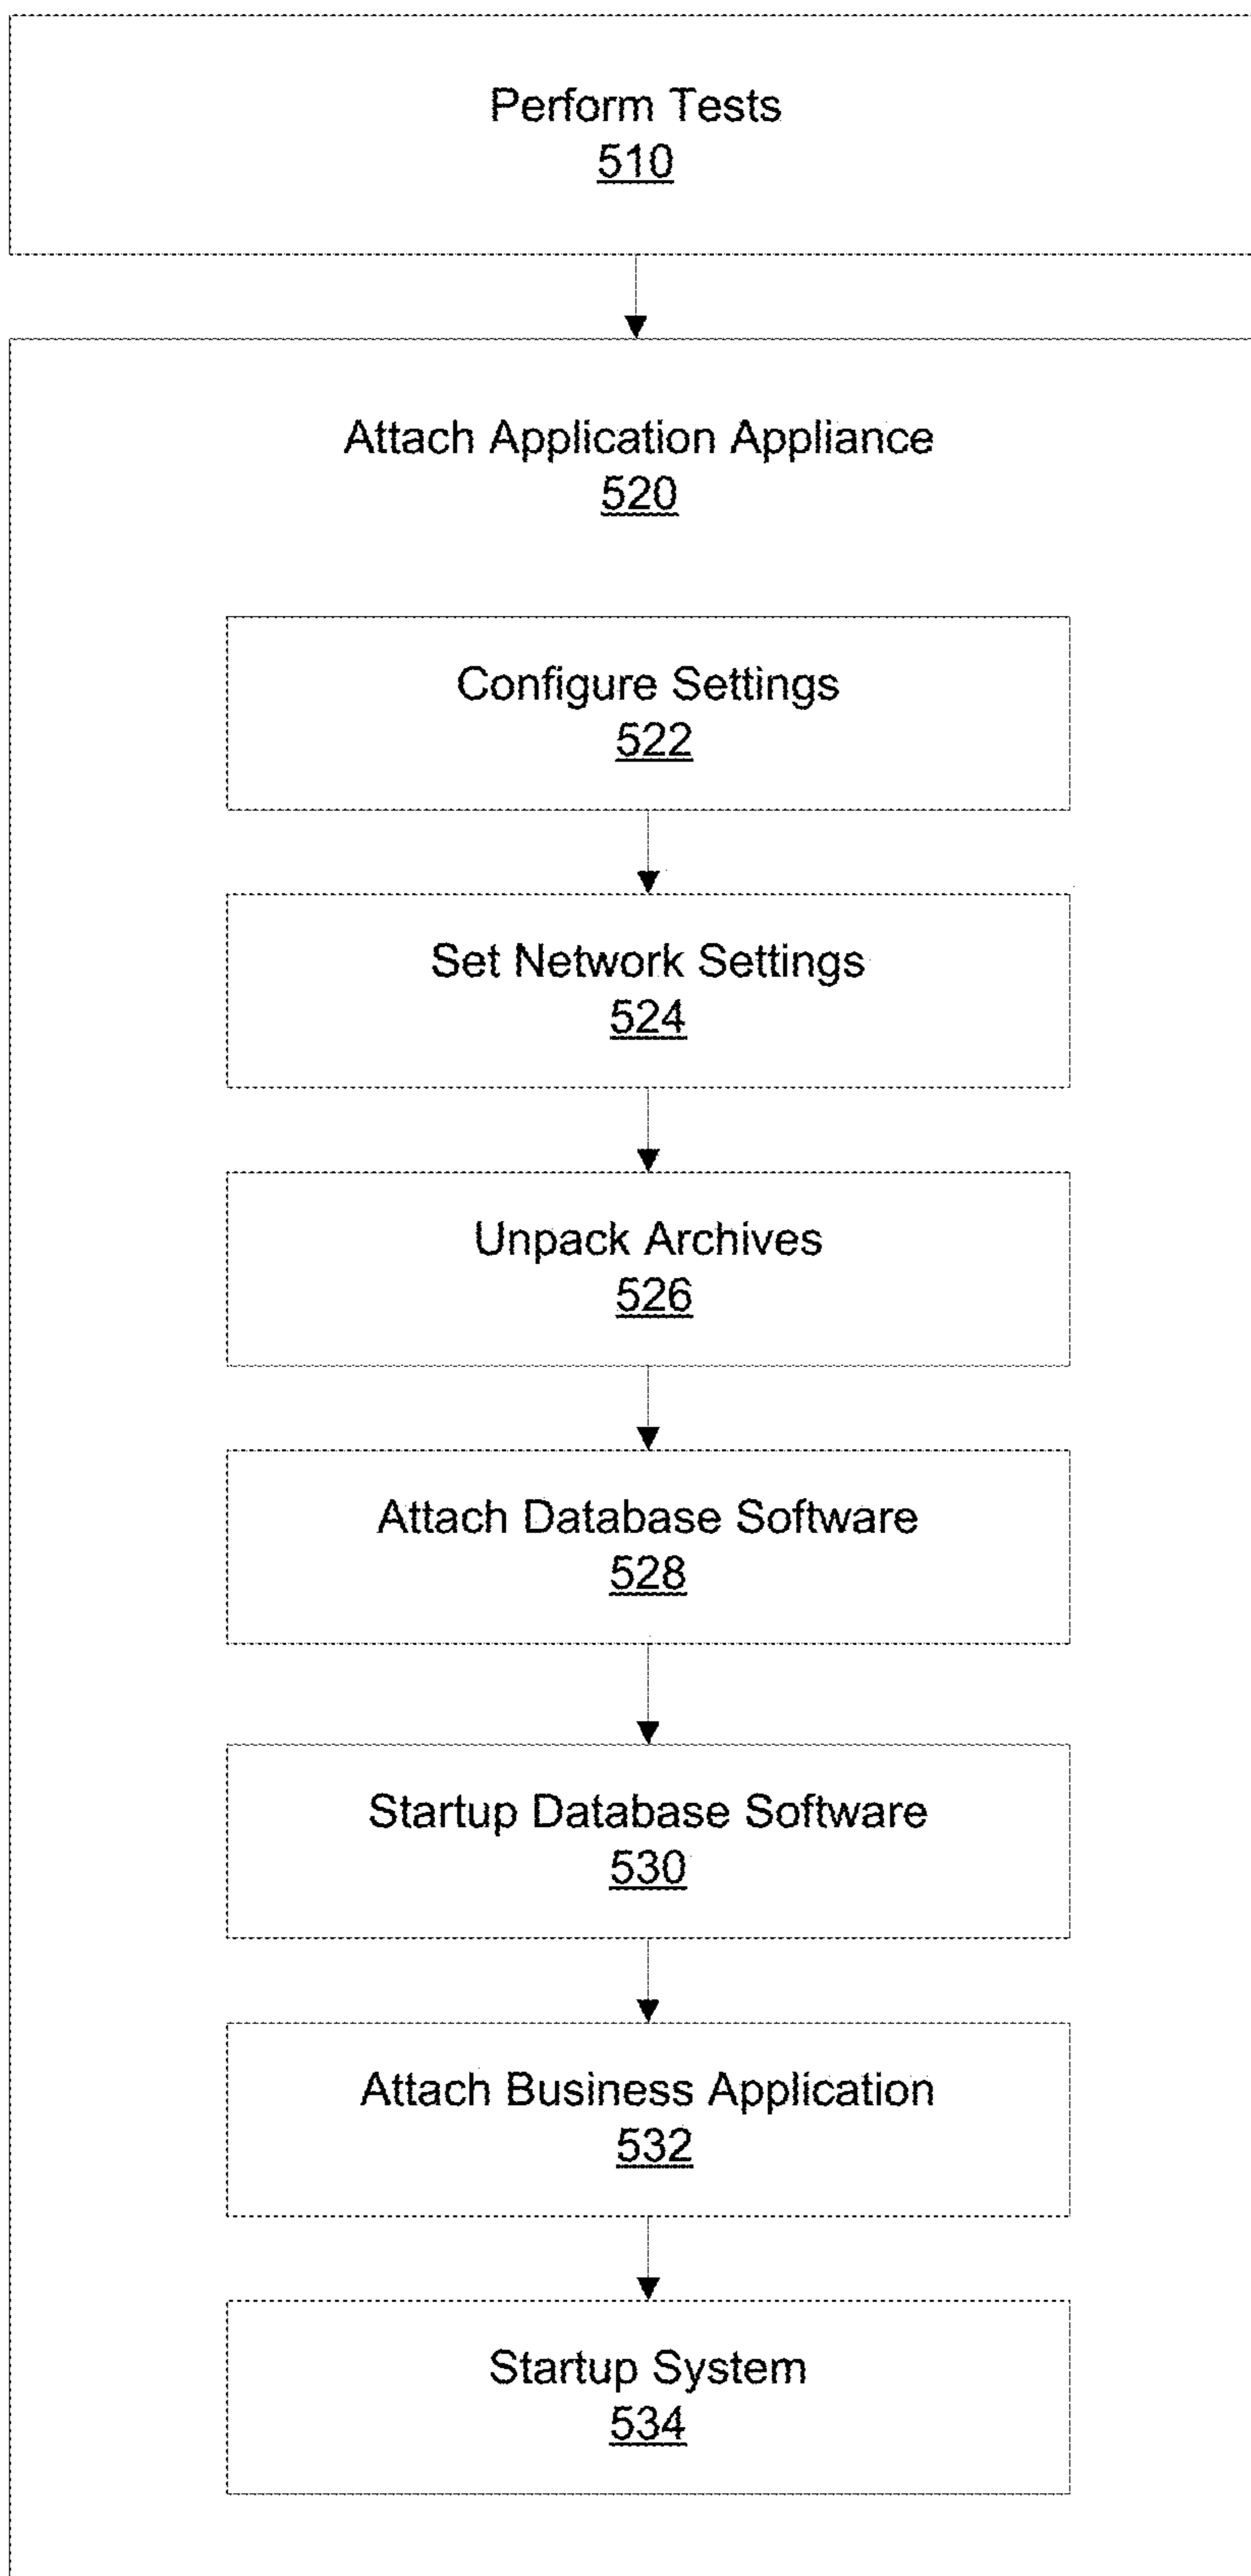 Perform Tests
510
Attach Application Appliance
520
Configure Settings
522
Set Network Settings
524
Unpack Archives
526
Attach Database Software
528
Startup Database Software
530
Attach Business Application
532
Startup System
534